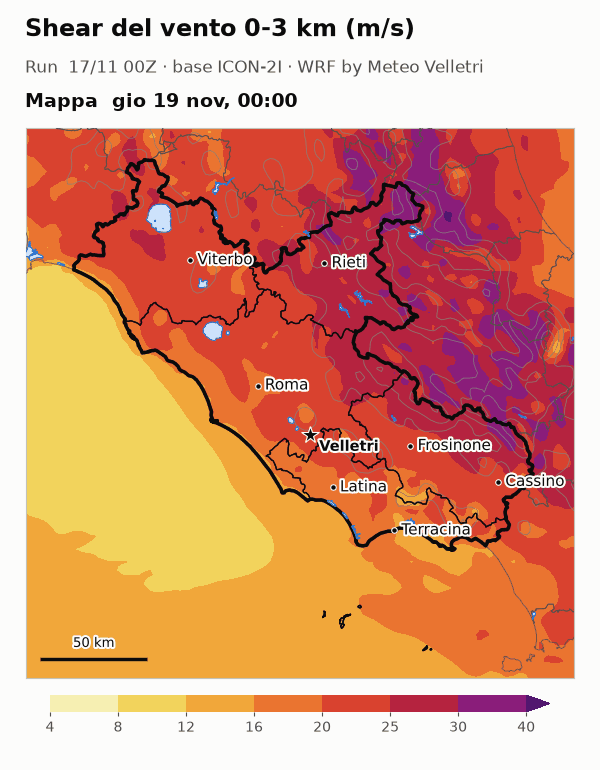 Shear del vento 0-3 km (m/s)
Run  17/11 00Z · base ICON-2I · WRF by Meteo Velletri
Mappa  gio 19 nov, 00:00
Viterbo
Rieti
Roma
Velletri
Frosinone
Latina
Cassino
Terracina
50 km
4 8 12 16 20 25 30 40